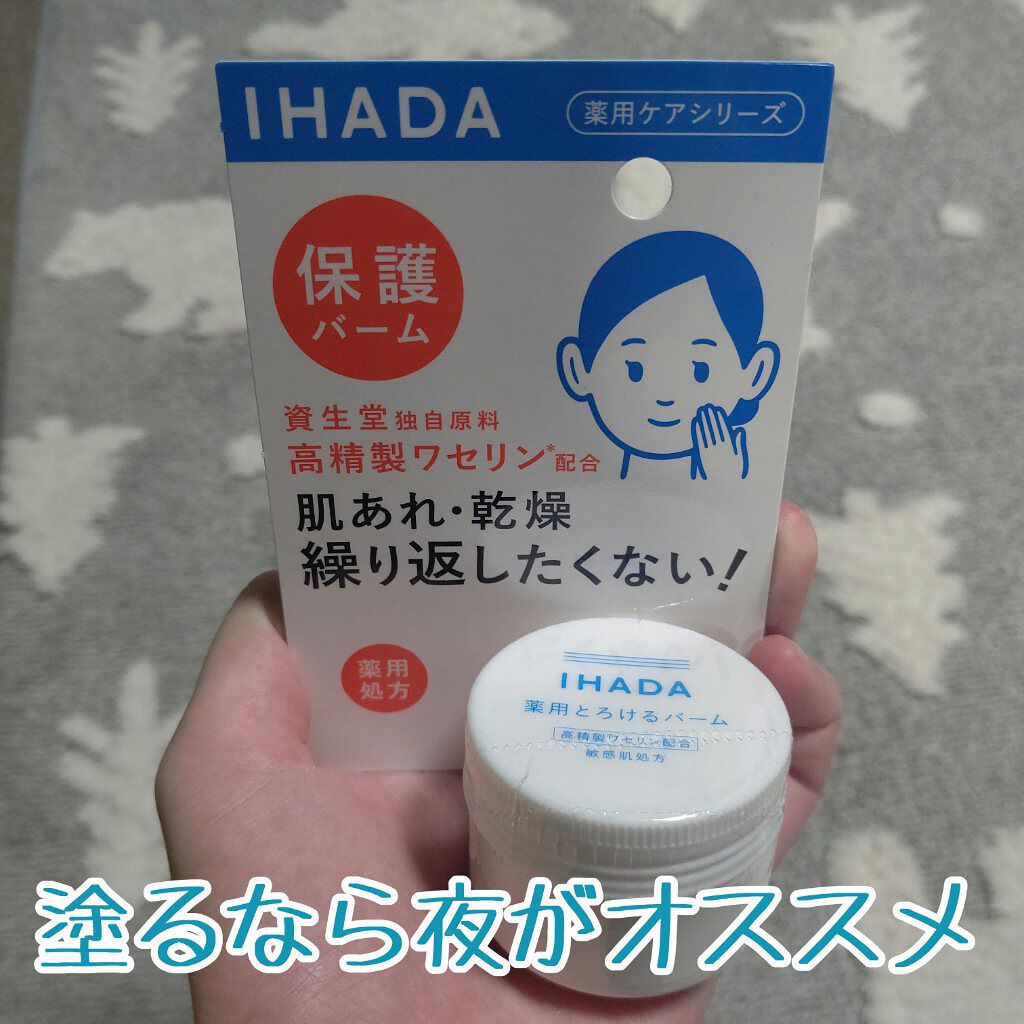 IHADA
薬用ケアシリーズ
保護
バーム
資生堂独自原料
高精製ワセリン*配合
肌あれ・乾燥
繰り返したくない!
薬用
処方
IHADA
薬用とろけるバーム
高精製ワセリン配合
敏感肌処方
塗るなら夜がオススメ